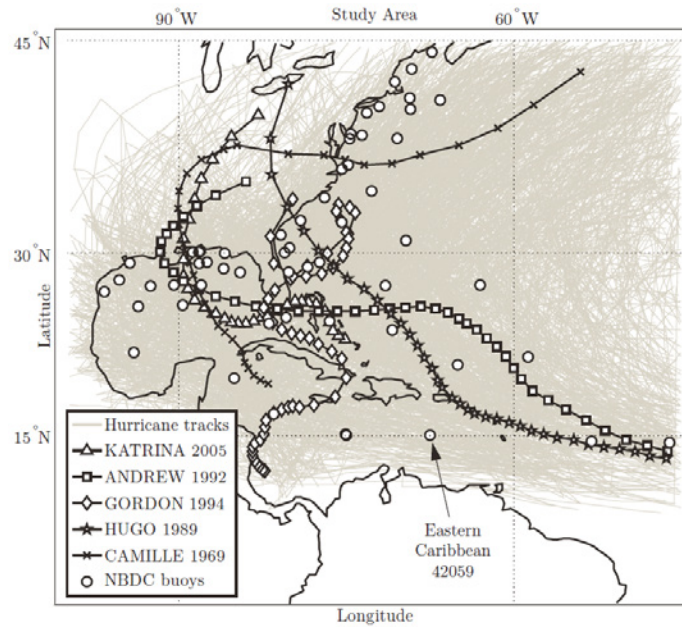 Study Area
90°W
60°W
45°N
30°N
15°N
Latitude
Hurricane tracks
KATRINA 2005
ANDREW 1992
GORDON 1994
HUGO 1989
CAMILLE 1969
NBDC buoys
Eastern
Caribbean
42059
Longitude